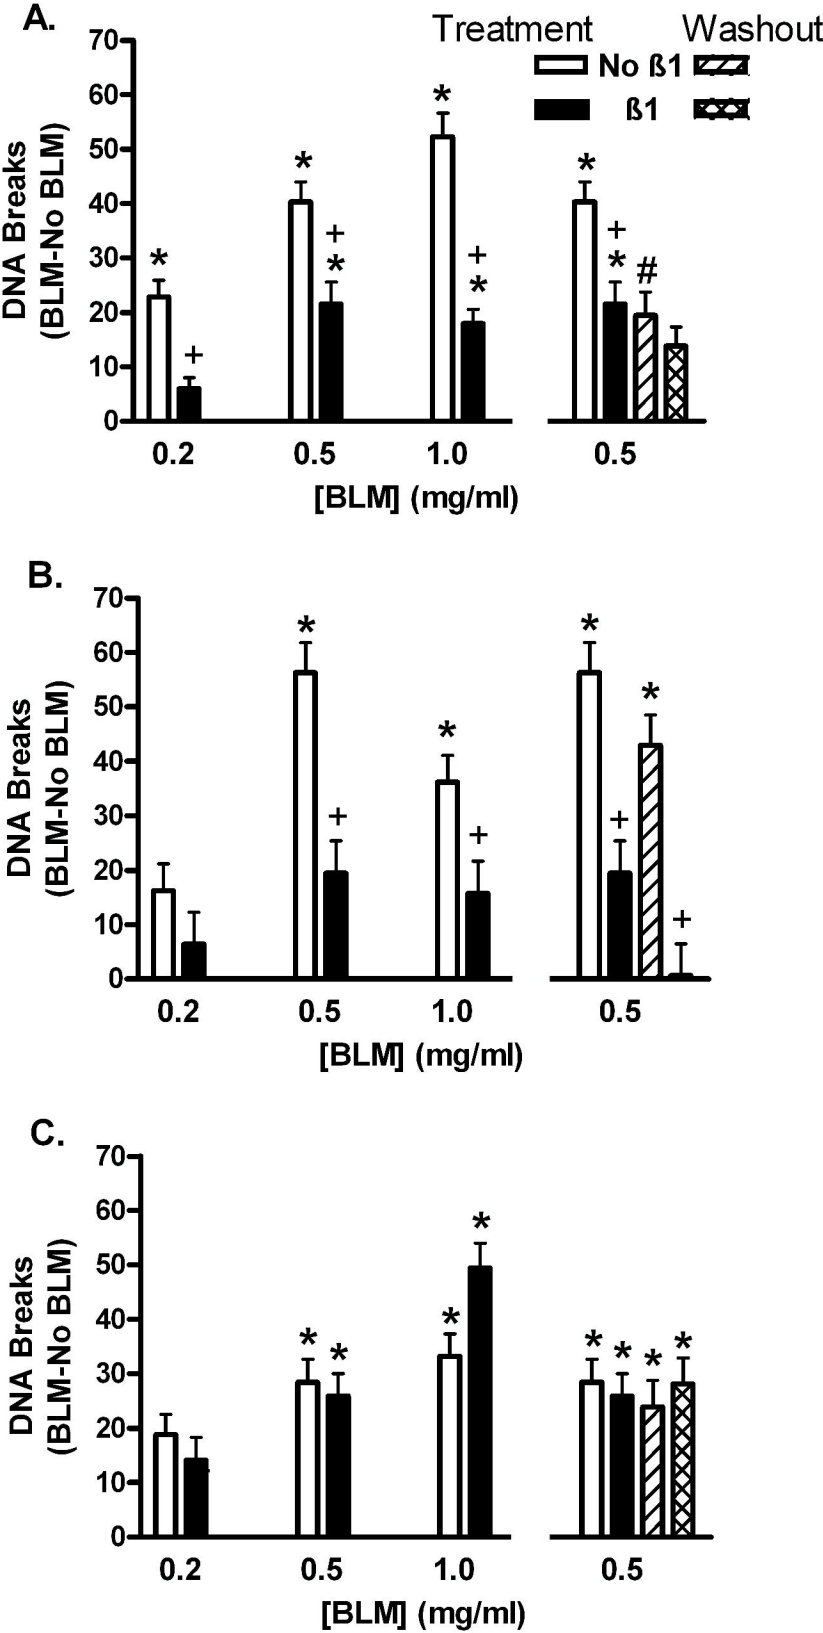 A.
Treatment Washout
No ß1
ß1
DNA Breaks
(BLM-No BLM)
70
60
50
40
30
20
10
0
*
+
*
+
*
*
+
*
*
+
*
#
0.2 0.5 1.0 0.5
[BLM] (mg/ml)
B.
DNA Breaks
(BLM-No BLM)
70
60
50
40
30
20
10
0
*
+
*
+
*
+
*
+
0.2 0.5 1.0 0.5
[BLM] (mg/ml)
C.
DNA Breaks
(BLM-No BLM)
70
60
50
40
30
20
10
0
* *
* *
* * * *
0.2 0.5 1.0 0.5
[BLM] (mg/ml)